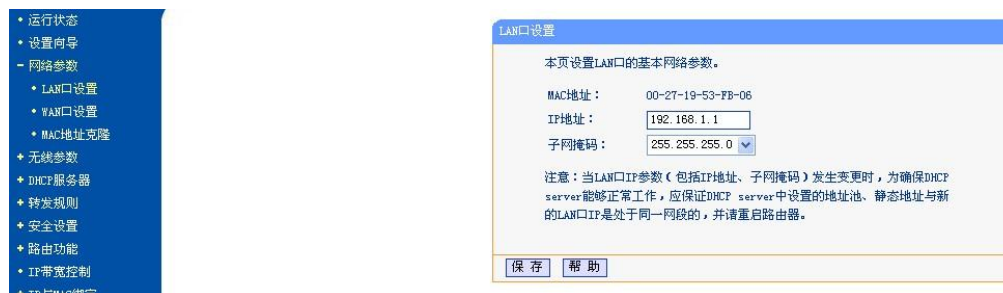 运行状态
设置向导
网络参数
LAN口设置
WAN口设置
MAC地址克隆
无线参数
DHCP服务器
转发规则
安全设置
路由功能
IP带宽控制
LAN口设置
本页设置LAN口的基本网络参数。
MAC地址： 00-27-19-53-FB-06
IP地址： 192.168.1.1
子网掩码： 255.255.255.0
注意：当LAN口IP参数（包括IP地址、子网掩码）发生变更时，为确保DHCP
server能够正常工作，应保证DHCP server中设置的地址池、静态地址与新
的LAN口IP是处于同一网段的，并请重启路由器。
保 存 帮 助